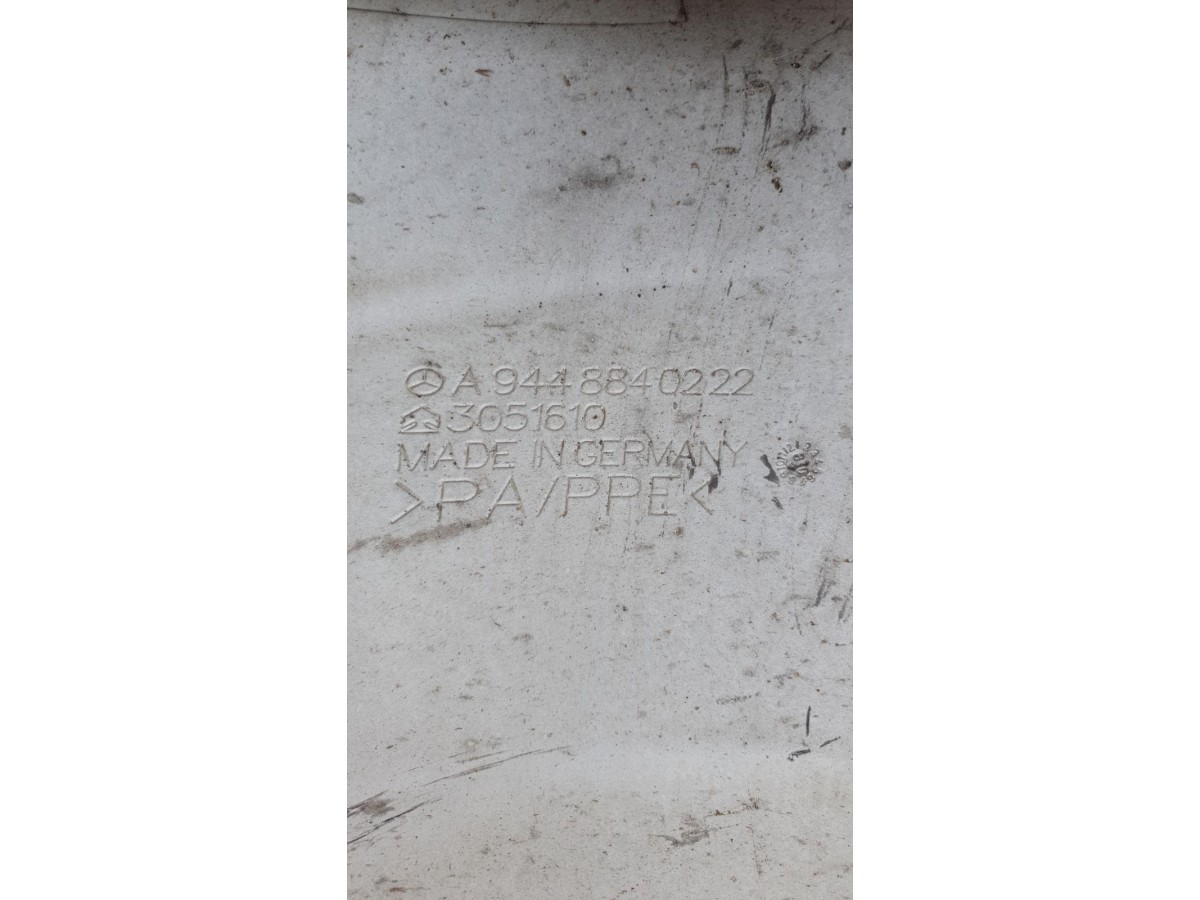 A 944 884 02 22
3051610
MADE IN GERMANY
>PA/PPE<